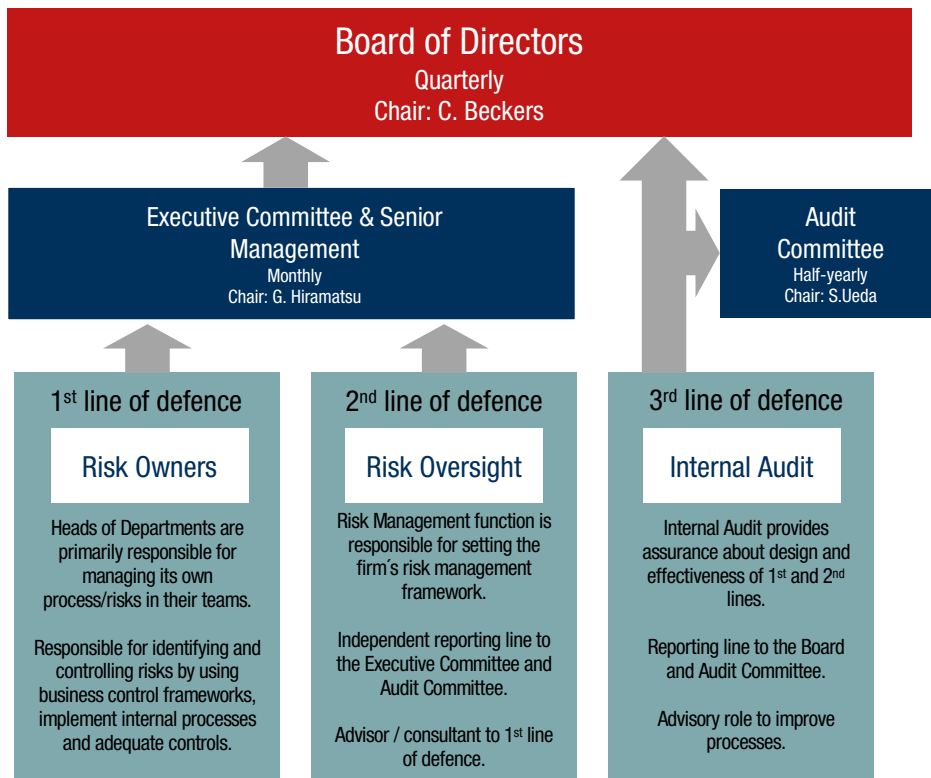 Board of Directors
Quarterly
Chair: C. Beckers
Executive Committee & Senior
Management
Monthly
Chair: G. Hiramatsu
Audit
Committee
Half-yearly
Chair: S.Ueda
1st line of defence
Risk Owners
Heads of Departments are
primarily responsible for
managing its own
process/risks in their teams.
Responsible for identifying and
controlling risks by using
business control frameworks,
implement internal processes
and adequate controls.
2nd line of defence
Risk Oversight
Risk Management function is
responsible for setting the
firm´s risk management
framework.
Independent reporting line to
the Executive Committee and
Audit Committee.
Advisor / consultant to 1st line
of defence.
3rd line of defence
Internal Audit
Internal Audit provides
assurance about design and
effectiveness of 1st and 2nd
lines.
Reporting line to the Board
and Audit Committee.
Advisory role to improve
processes.